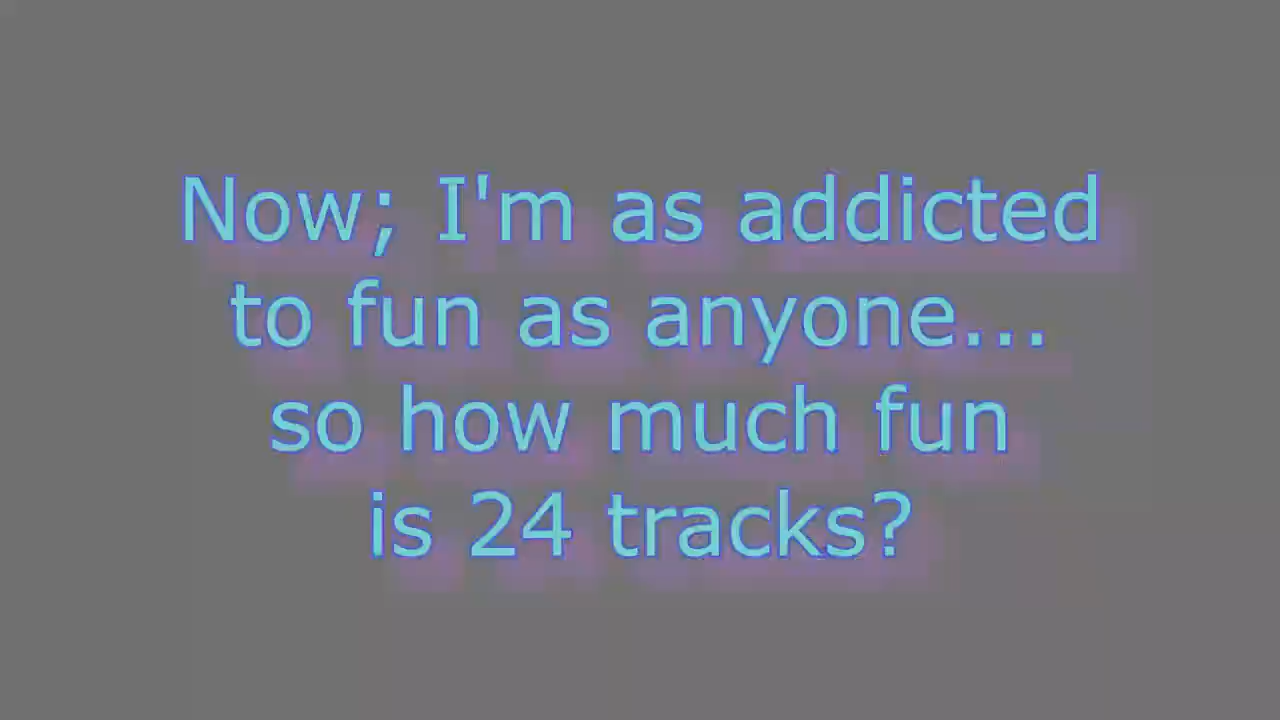 Now; I'm as addicted
to fun as anyone...
so how much fun
is 24 tracks?